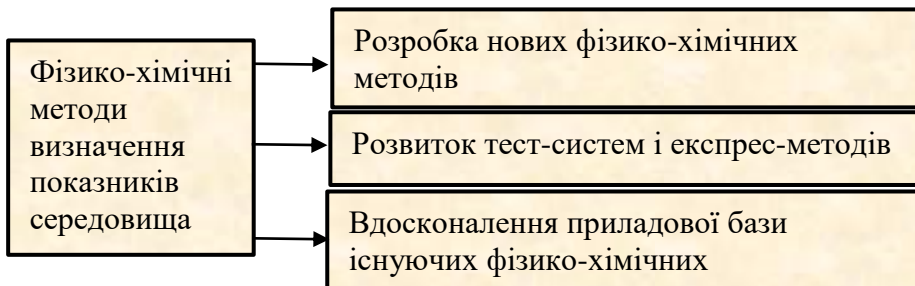 Фізико-хімічні
методи
визначення
показників
середовища
Розробка нових фізико-хімічних
методів
Розвиток тест-систем і експрес-методів
Вдосконалення приладової бази
існуючих фізико-хімічних